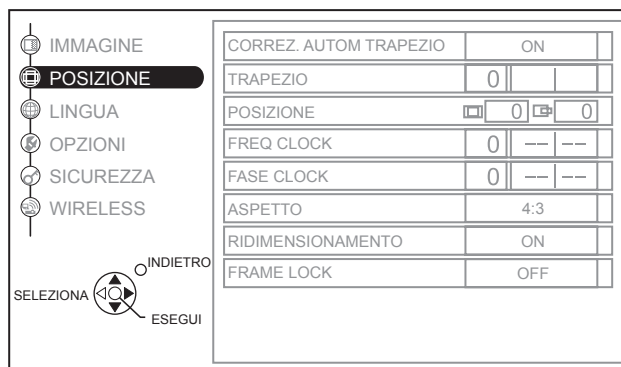 IMMAGINE
POSIZIONE
LINGUA
OPZIONI
SICUREZZA
WIRELESS
INDIETRO
SELEZIONA
ESEGUI
CORREZ. AUTOM TRAPEZIO ON
TRAPEZIO 0
POSIZIONE 0 0
FREQ CLOCK 0 -- --
FASE CLOCK 0 -- --
ASPETTO 4:3
RIDIMENSIONAMENTO ON
FRAME LOCK OFF